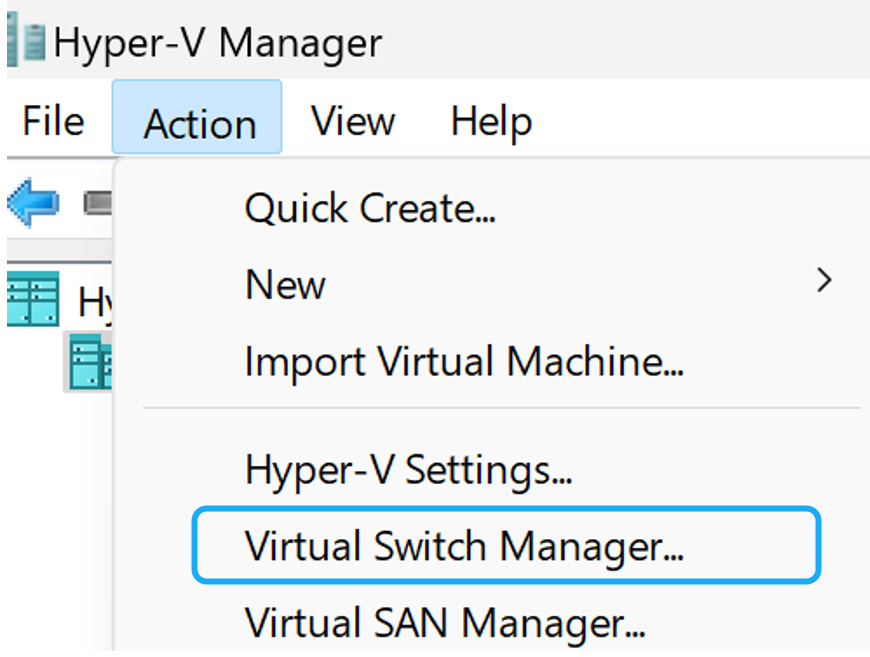 Hyper-V Manager
File Action View Help
Quick Create...
New
Hy
Import Virtual Machine...
Hyper-V Settings...
Virtual Switch Manager...
Virtual SAN Manager...